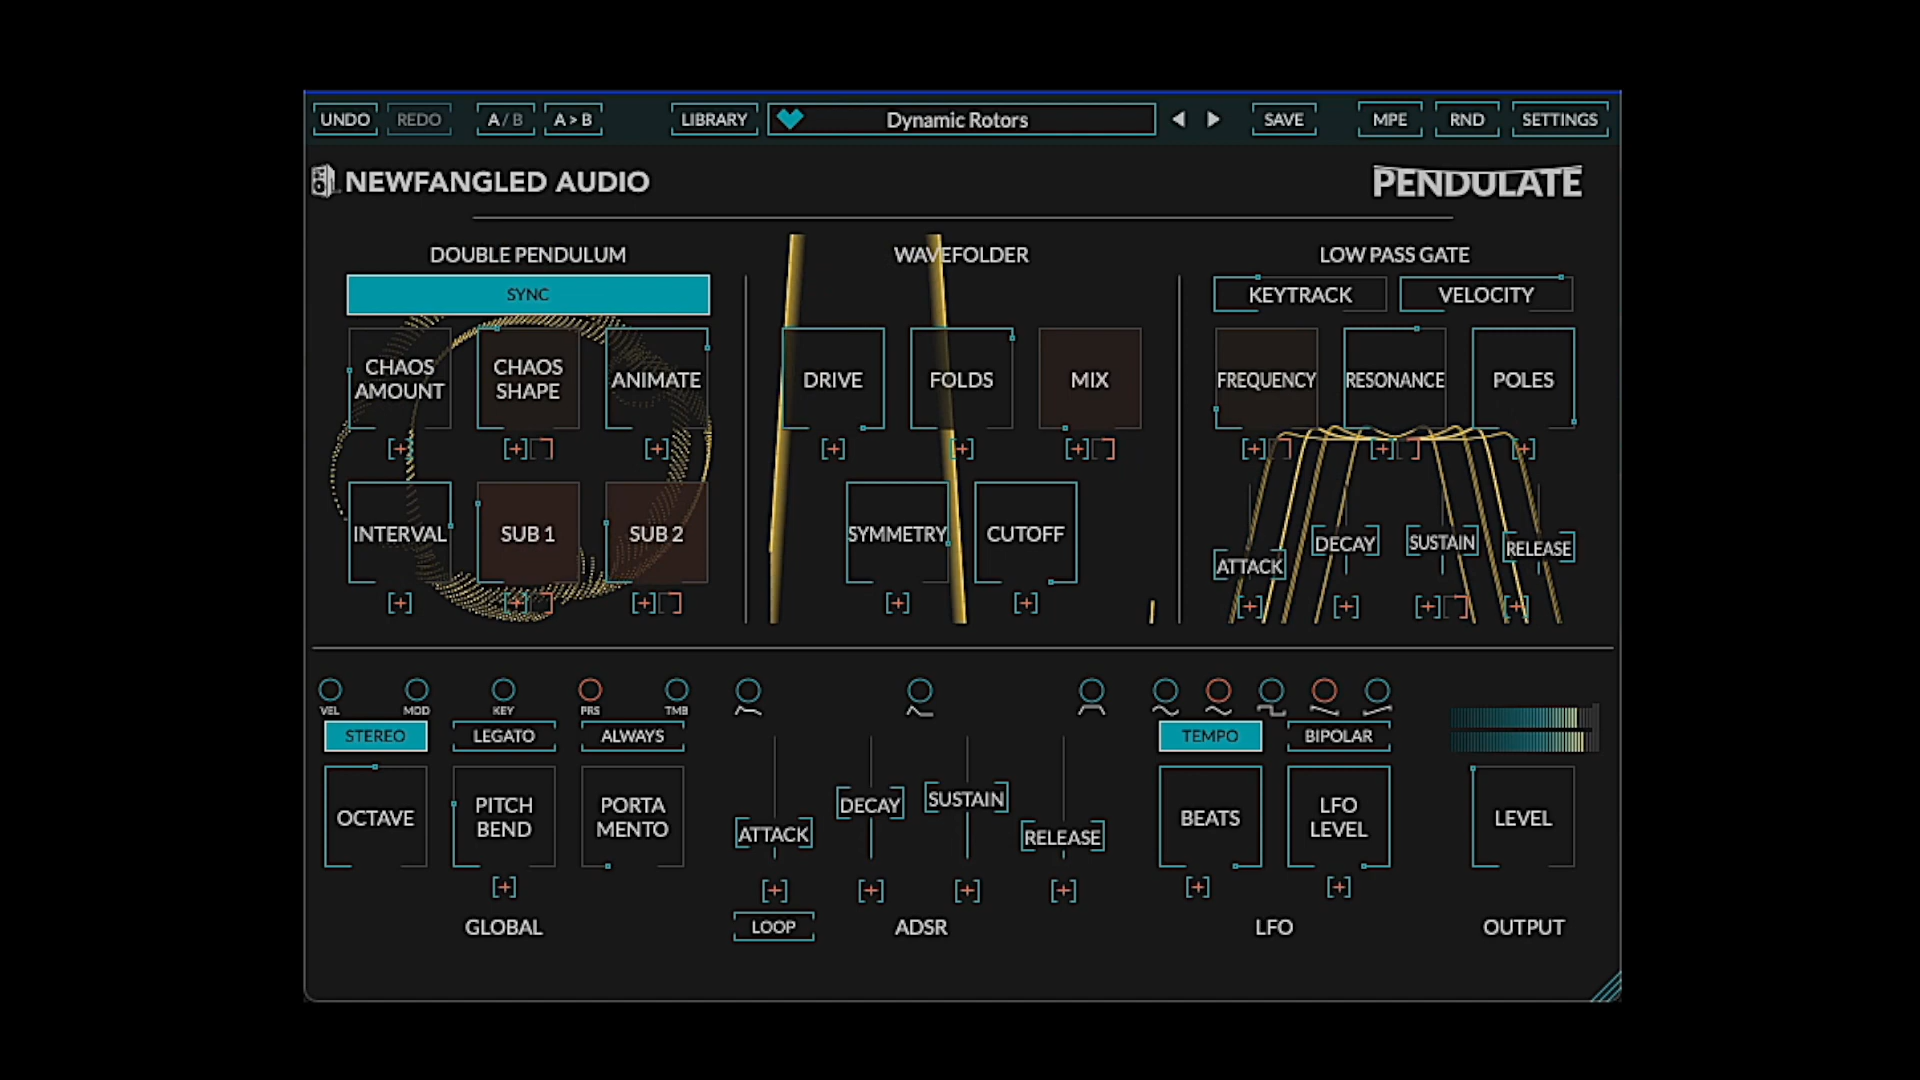 UNDO REDO A / B A > B LIBRARY Dynamic Rotors SAVE MPE RND SETTINGS
NEWFANGLED AUDIO PENDULATE
DOUBLE PENDULUM WAVEFOLDER LOW PASS GATE
SYNC KEYTRACK VELOCITY
CHAOS AMOUNT CHAOS SHAPE ANIMATE DRIVE FOLDS MIX FREQUENCY RESONANCE POLES
[+] [+] [+] [+] [+] [+] [+] [+] [+]
INTERVAL SUB 1 SUB 2 SYMMETRY CUTOFF ATTACK DECAY SUSTAIN RELEASE
[+] [+] [+] [+] [+] [+] [+] [+] [+]
VEL MOD KEY PRS TMB
STEREO LEGATO ALWAYS TEMPO BIPOLAR
OCTAVE PITCH BEND PORTA MENTO ATTACK DECAY SUSTAIN RELEASE BEATS LFO LEVEL LEVEL
[+] [+] [+] [+] [+] [+] [+]
GLOBAL LOOP ADSR LFO OUTPUT